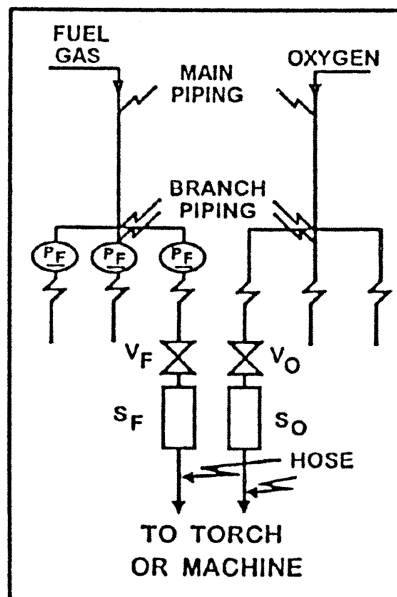 FUEL
GAS
OXYGEN
MAIN
PIPING
BRANCH
PIPING
PF PF PF
VF VO
SF SO
HOSE
TO TORCH
OR MACHINE